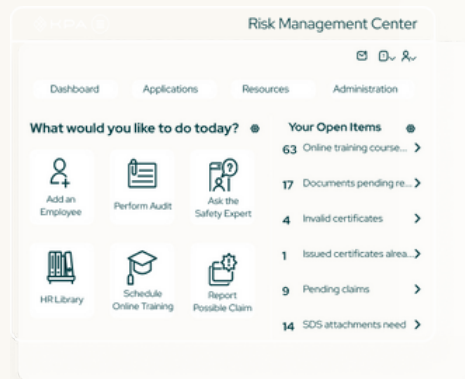 Risk Management Center
Dashboard Applications Resources Administration
What would you like to do today?
Add an
Employee
Perform Audit
Ask the
Safety Expert
HR Library
Schedule
Online Training
Report
Possible Claim
Your Open Items
63 Online training course...
17 Documents pending re...
4 Invalid certificates
1 Issued certificates alrea...
9 Pending claims
14 SDS attachments need